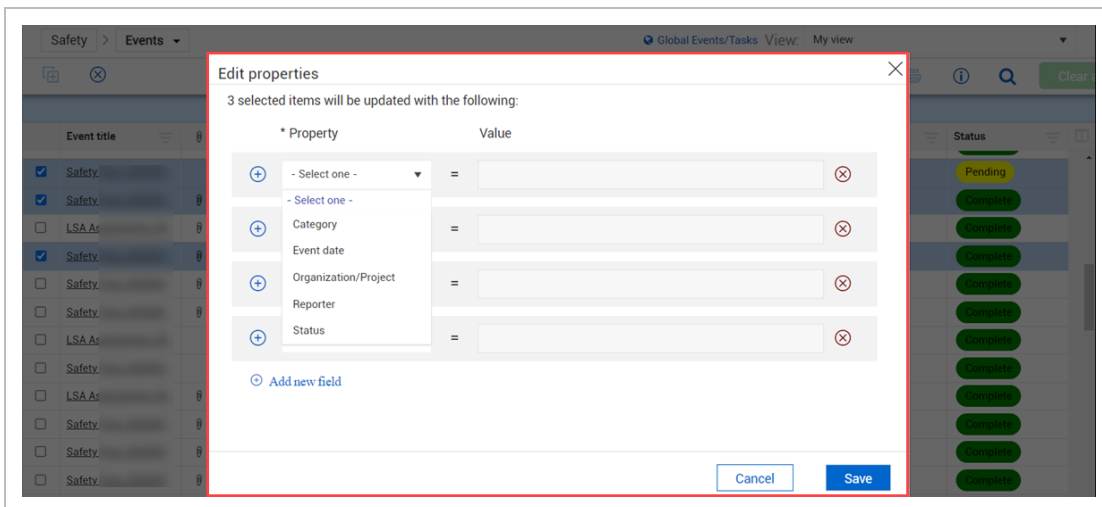 Safety > Events
Global Events/Tasks View: My view
Clear
Edit properties
3 selected items will be updated with the following:
* Property Value
Event title Status
- Select one - =
Safety Pending
- Select one -
Safety Complete
Category =
LSA Complete
Event date
Safety Complete
Organization/Project =
Safety Complete
Reporter
Safety Complete
Status =
LSA Complete
Safety Complete
Add new field
LSA Complete
Safety Complete
Safety Complete
Safety Complete
Cancel Save